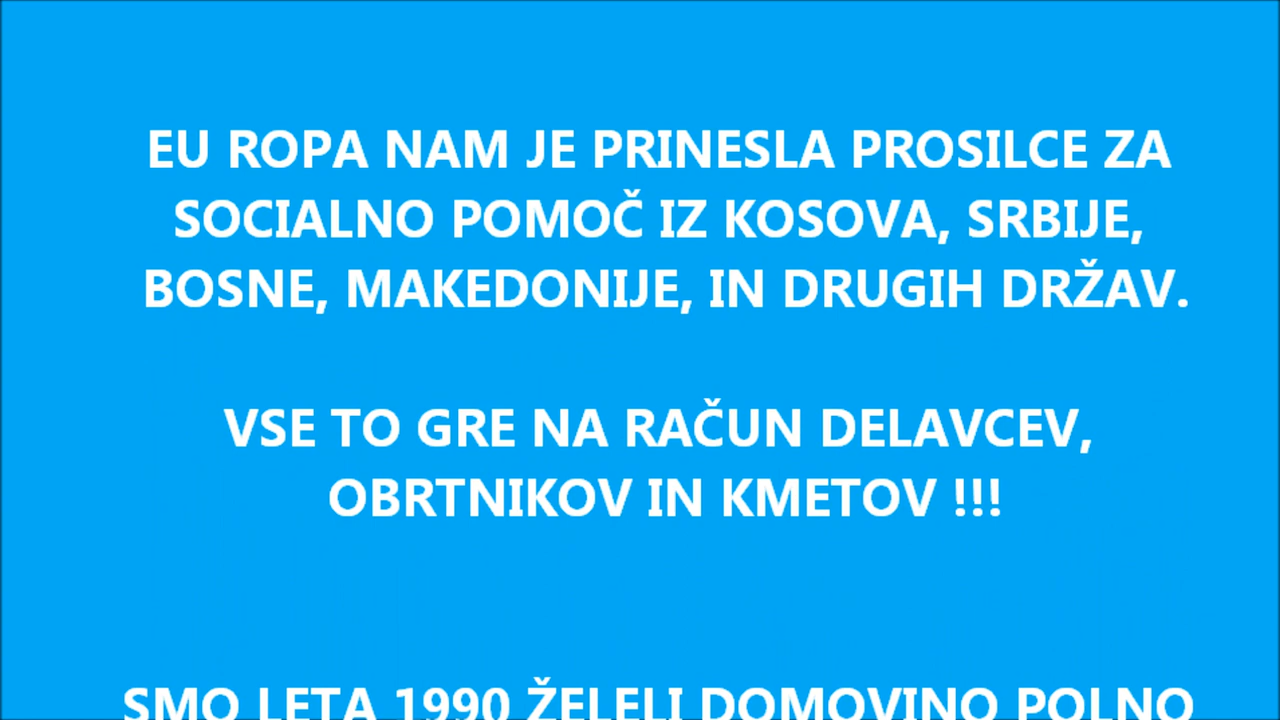 EU ROPA NAM JE PRINESLA PROSILCE ZA
SOCIALNO POMOČ IZ KOSOVA, SRBIJE,
BOSNE, MAKEDONIJE, IN DRUGIH DRŽAV.
VSE TO GRE NA RAČUN DELAVCEV,
OBRTNIKOV IN KMETOV !!!
SMO LETA 1990 ŽELELI DOMOVINO POLNO